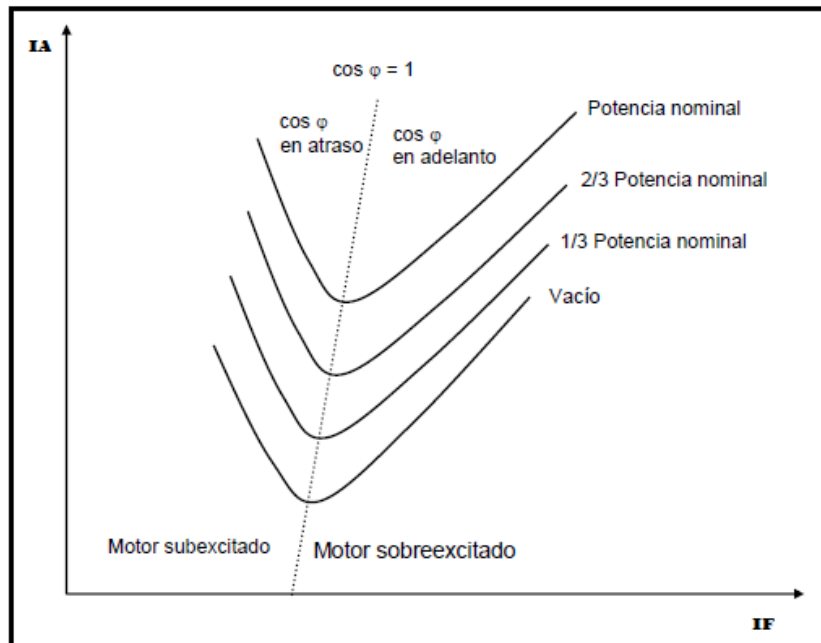 IA
cos φ = 1
cos φ
en atraso
cos φ
en adelanto
Potencia nominal
2/3 Potencia nominal
1/3 Potencia nominal
Vacío
Motor subexcitado
Motor sobreexcitado
IF